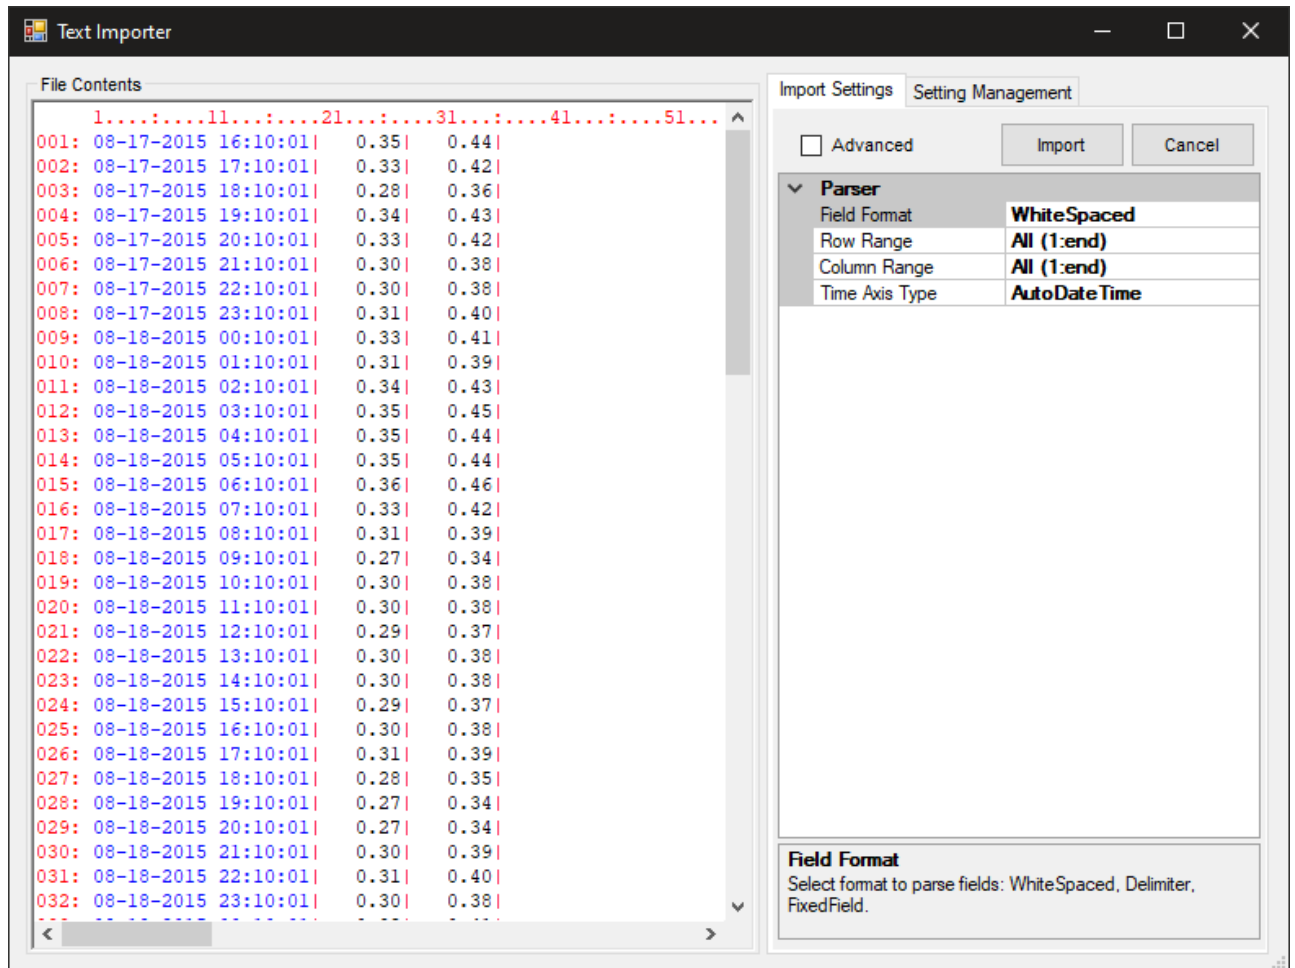 Text Importer
File Contents
1....:....11...:....21...:....31...:....41...:....51...
001: 08-17-2015 16:10:01|   0.35|   0.44|
002: 08-17-2015 17:10:01|   0.33|   0.42|
003: 08-17-2015 18:10:01|   0.28|   0.36|
004: 08-17-2015 19:10:01|   0.34|   0.43|
005: 08-17-2015 20:10:01|   0.33|   0.42|
006: 08-17-2015 21:10:01|   0.30|   0.38|
007: 08-17-2015 22:10:01|   0.30|   0.38|
008: 08-17-2015 23:10:01|   0.31|   0.40|
009: 08-18-2015 00:10:01|   0.33|   0.41|
010: 08-18-2015 01:10:01|   0.31|   0.39|
011: 08-18-2015 02:10:01|   0.34|   0.43|
012: 08-18-2015 03:10:01|   0.35|   0.45|
013: 08-18-2015 04:10:01|   0.35|   0.44|
014: 08-18-2015 05:10:01|   0.35|   0.44|
015: 08-18-2015 06:10:01|   0.36|   0.46|
016: 08-18-2015 07:10:01|   0.33|   0.42|
017: 08-18-2015 08:10:01|   0.31|   0.39|
018: 08-18-2015 09:10:01|   0.27|   0.34|
019: 08-18-2015 10:10:01|   0.30|   0.38|
020: 08-18-2015 11:10:01|   0.30|   0.38|
021: 08-18-2015 12:10:01|   0.29|   0.37|
022: 08-18-2015 13:10:01|   0.30|   0.38|
023: 08-18-2015 14:10:01|   0.30|   0.38|
024: 08-18-2015 15:10:01|   0.29|   0.37|
025: 08-18-2015 16:10:01|   0.30|   0.38|
026: 08-18-2015 17:10:01|   0.31|   0.39|
027: 08-18-2015 18:10:01|   0.28|   0.35|
028: 08-18-2015 19:10:01|   0.27|   0.34|
029: 08-18-2015 20:10:01|   0.27|   0.34|
030: 08-18-2015 21:10:01|   0.30|   0.39|
031: 08-18-2015 22:10:01|   0.31|   0.40|
032: 08-18-2015 23:10:01|   0.30|   0.38|
Import Settings Setting Management
Advanced Import Cancel
Parser
Field Format WhiteSpaced
Row Range All (1:end)
Column Range All (1:end)
Time Axis Type AutoDateTime
Field Format
Select format to parse fields: WhiteSpaced, Delimiter,
FixedField.